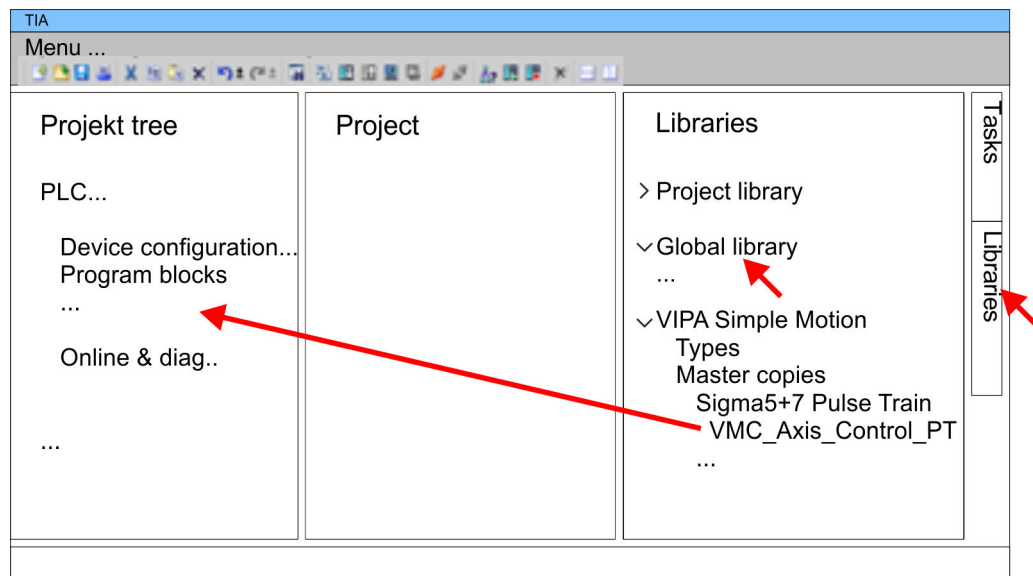 TIA
Menu ...
Projekt tree
PLC...
Device configuration...
Program blocks
...
Online & diag..
...
Project
Libraries
Project library
Global library
...
VIPA Simple Motion
Types
Master copies
Sigma5+7 Pulse Train
VMC_Axis_Control_PT
...
Tasks
Libraries